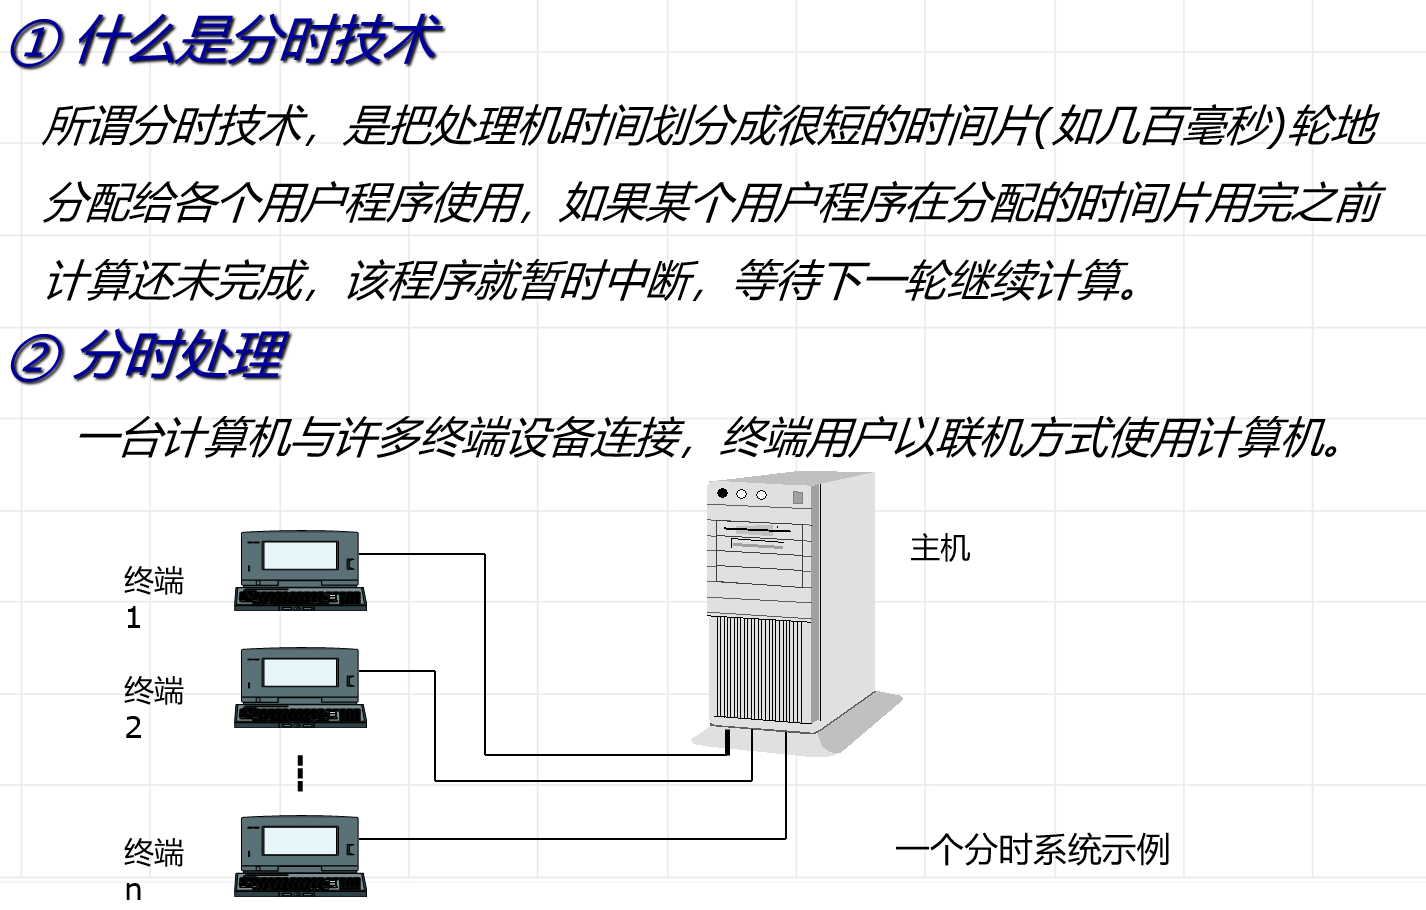 ① 什么是分时技术
所谓分时技术，是把处理机时间划分成很短的时间片(如几百毫秒)轮地
分配给各个用户程序使用，如果某个用户程序在分配的时间片用完之前
计算还未完成，该程序就暂时中断，等待下一轮继续计算。
② 分时处理
一台计算机与许多终端设备连接，终端用户以联机方式使用计算机。
主机
终端
1
终端
2
终端
n
一个分时系统示例